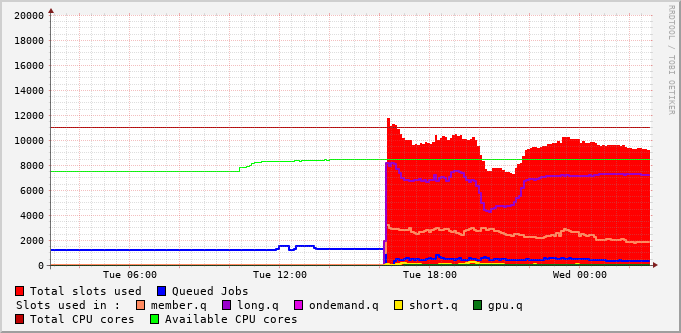 RRDTOOL / TOBI OETIKER
20000
18000
16000
14000
12000
10000
8000
6000
4000
2000
0
Tue 06:00 Tue 12:00 Tue 18:00 Wed 00:00
Total slots used Queued Jobs
Slots used in : member.q long.q ondemand.q short.q gpu.q
Total CPU cores Available CPU cores